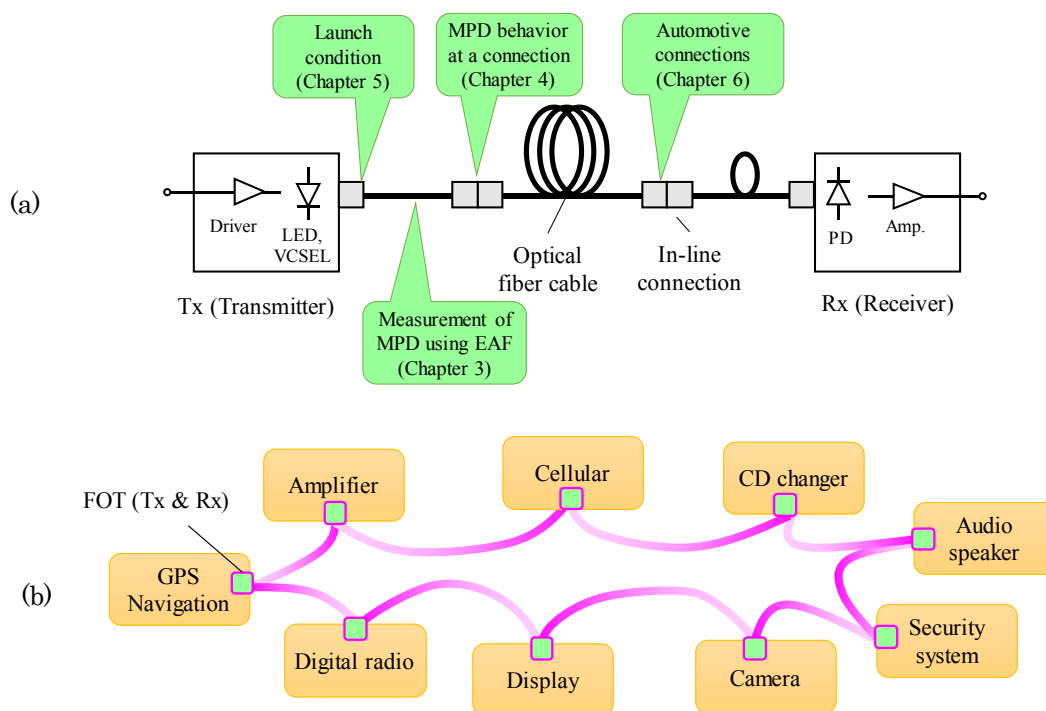 Launch
condition
(Chapter 5)
MPD behavior
at a connection
(Chapter 4)
Automotive
connections
(Chapter 6)
(a)
Driver
LED,
VCSEL
Optical
fiber cable
In-line
connection
PD
Amp.
Tx (Transmitter)
Rx (Receiver)
Measurement of
MPD using EAF
(Chapter 3)
(b)
FOT (Tx & Rx)
Amplifier
Cellular
CD changer
Audio
speaker
GPS
Navigation
Digital radio
Display
Camera
Security
system